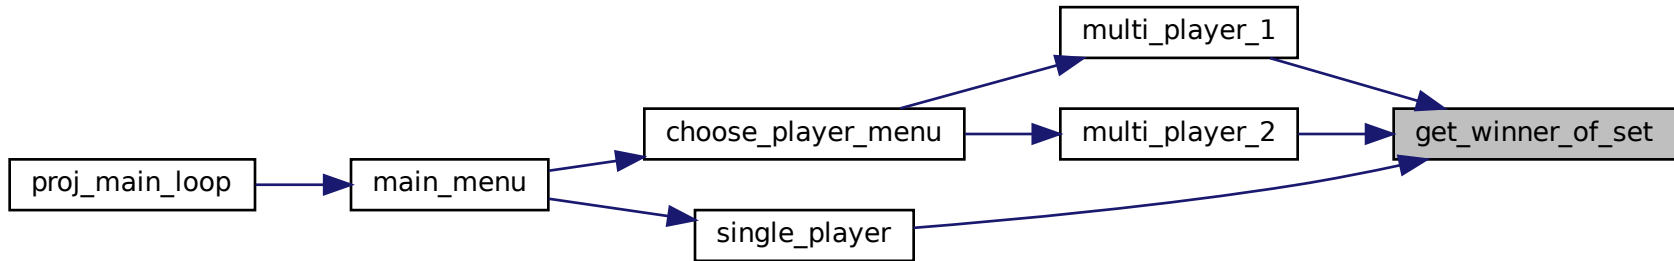 multi_player_1
choose_player_menu
multi_player_2
get_winner_of_set
proj_main_loop
main_menu
single_player